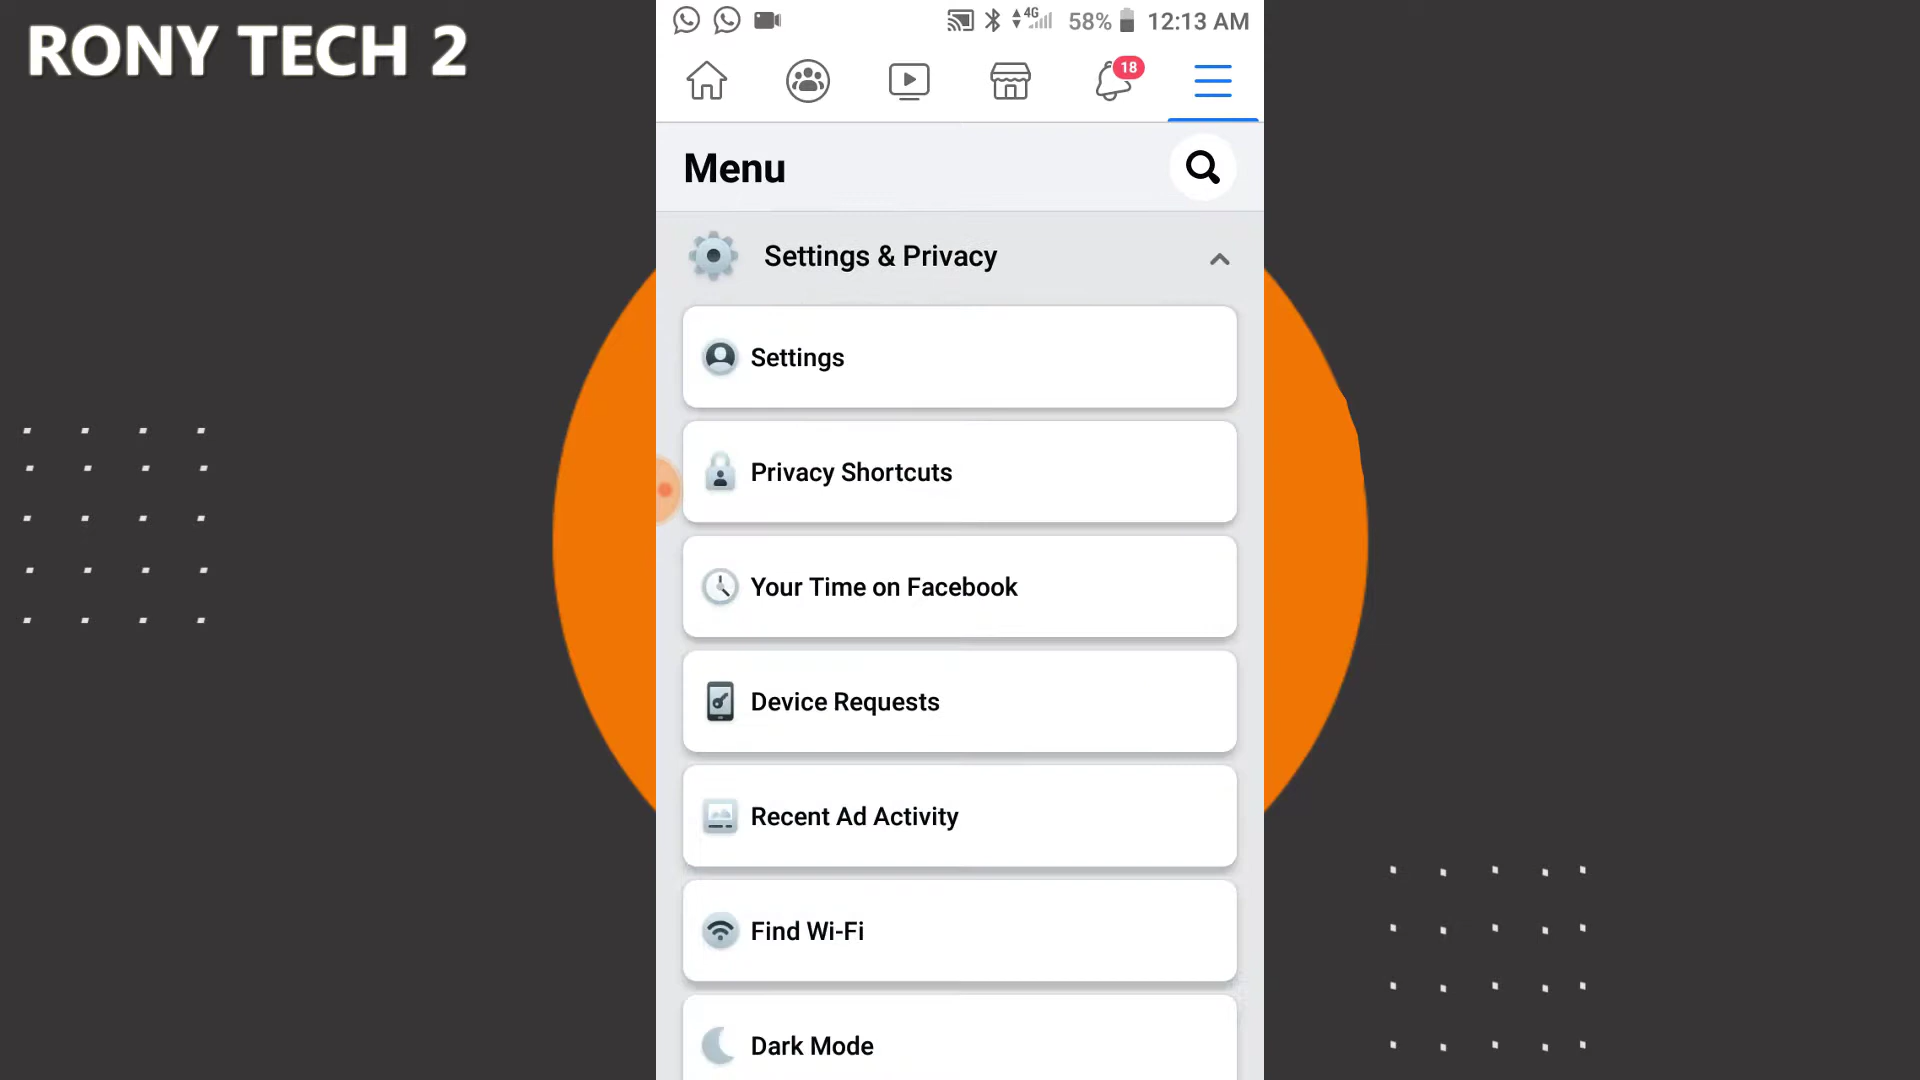 RONY TECH 2
4G 58% 12:13 AM
18
Menu
Settings & Privacy
Settings
Privacy Shortcuts
Your Time on Facebook
Device Requests
Recent Ad Activity
Find Wi-Fi
Dark Mode